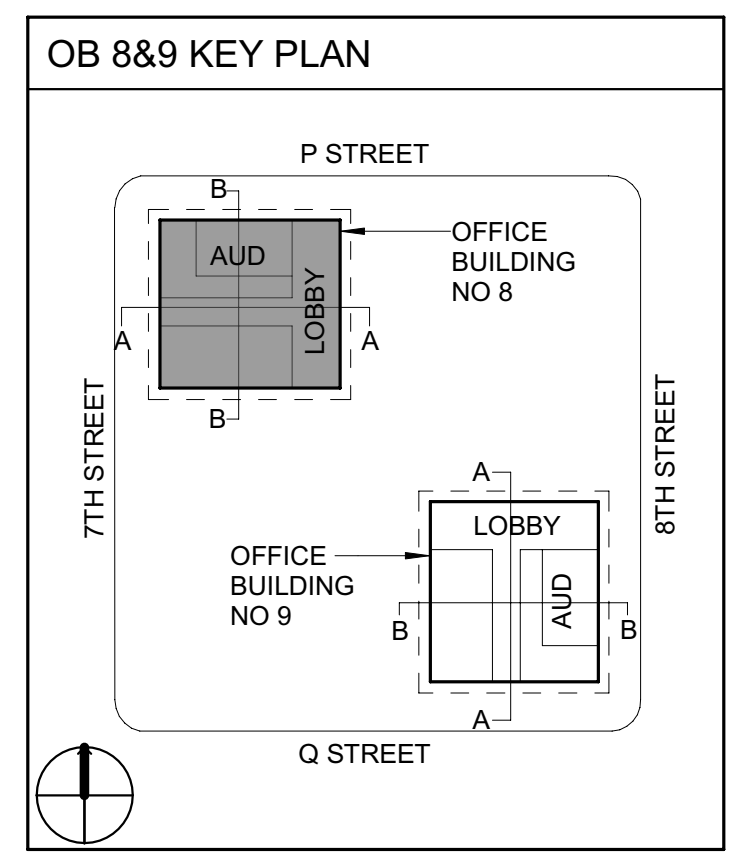 OB 8&9 KEY PLAN
P STREET
B
AUD
LOBBY
A
A
B
OFFICE
BUILDING
NO 8
7TH STREET
8TH STREET
A
LOBBY
OFFICE
BUILDING
NO 9
AUD
B
B
A
Q STREET